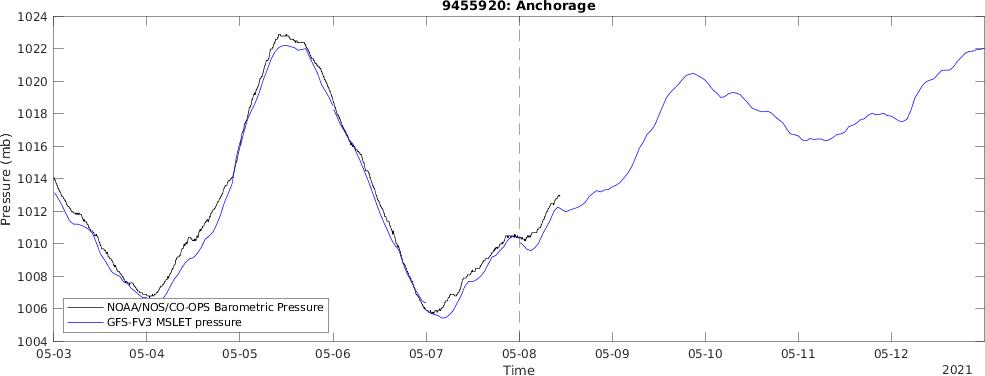 9455920: Anchorage
1024
1022
1020
1018
1016
1014
1012
1010
1008
1006
1004
Pressure (mb)
NOAA/NOS/CO-OPS Barometric Pressure
GFS-FV3 MSLET pressure
05-03 05-04 05-05 05-06 05-07 05-08 05-09 05-10 05-11 05-12
Time
2021